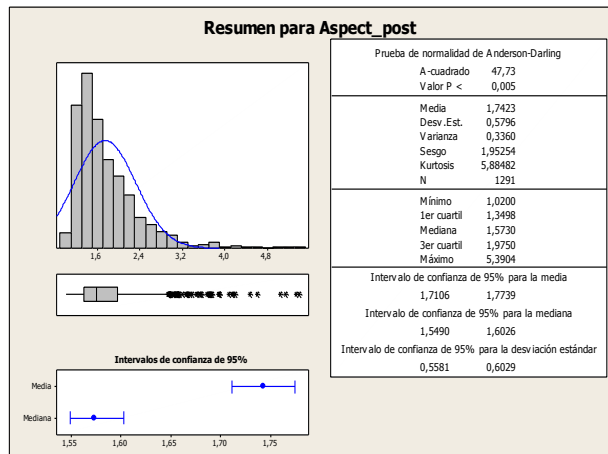 Resumen para Aspect_post
1,6 2,4 3,2 4,0 4,8
Intervalos de confianza de 95%
Media
Mediana
1,55 1,60 1,65 1,70 1,75
Prueba de normalidad de Anderson-Darling
A-cuadrado 47,73
Valor P < 0,005
Media 1,7423
Desv.Est. 0,5796
Varianza 0,3360
Sesgo 1,95254
Kurtosis 5,88482
N 1291
Mínimo 1,0200
1er cuartil 1,3498
Mediana 1,5730
3er cuartil 1,9750
Máximo 5,3904
Intervalo de confianza de 95% para la media
1,7106 1,7739
Intervalo de confianza de 95% para la mediana
1,5490 1,6026
Intervalo de confianza de 95% para la desviación estándar
0,5581 0,6029